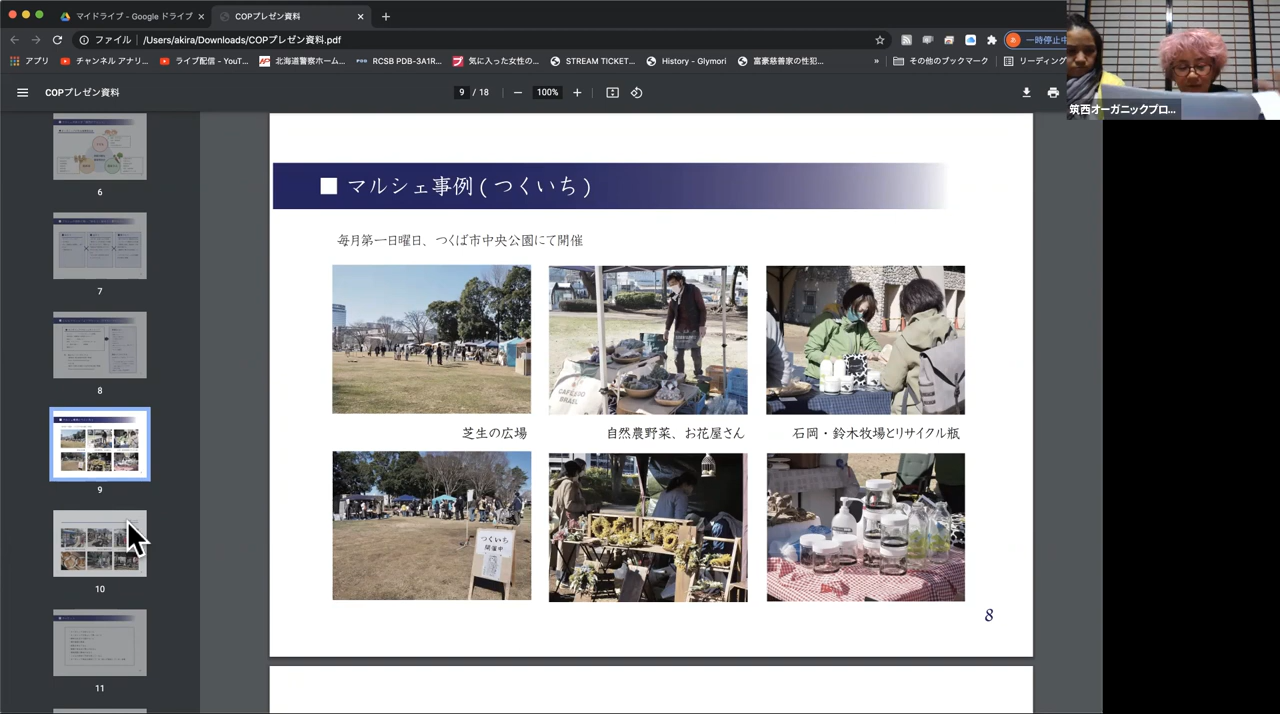 マイドライブ - Google ドライブ
COPプレゼン資料
ファイル
/Users/akira/Downloads/COPプレゼン資料.pdf
一時停止中
アプリ
チャンネル アナリ...
ライブ配信 - YouT...
北海道警察ホーム...
RCSB PDB-3A1R...
気に入った女性の...
STREAM TICKET...
History - Glymori
富豪慈善家の性犯...
»
その他のブックマーク
リーディング
筑西オーガニックプロ...
COPプレゼン資料
9 / 18
100%
6
7
8
9
10
11
■ マルシェ事例 ( つくいち )
毎月第一日曜日、つくば市中央公園にて開催
芝生の広場
自然農野菜、お花屋さん
石岡・鈴木牧場とリサイクル瓶
CAFE DO
BRASIL
つくいち
開催中
8